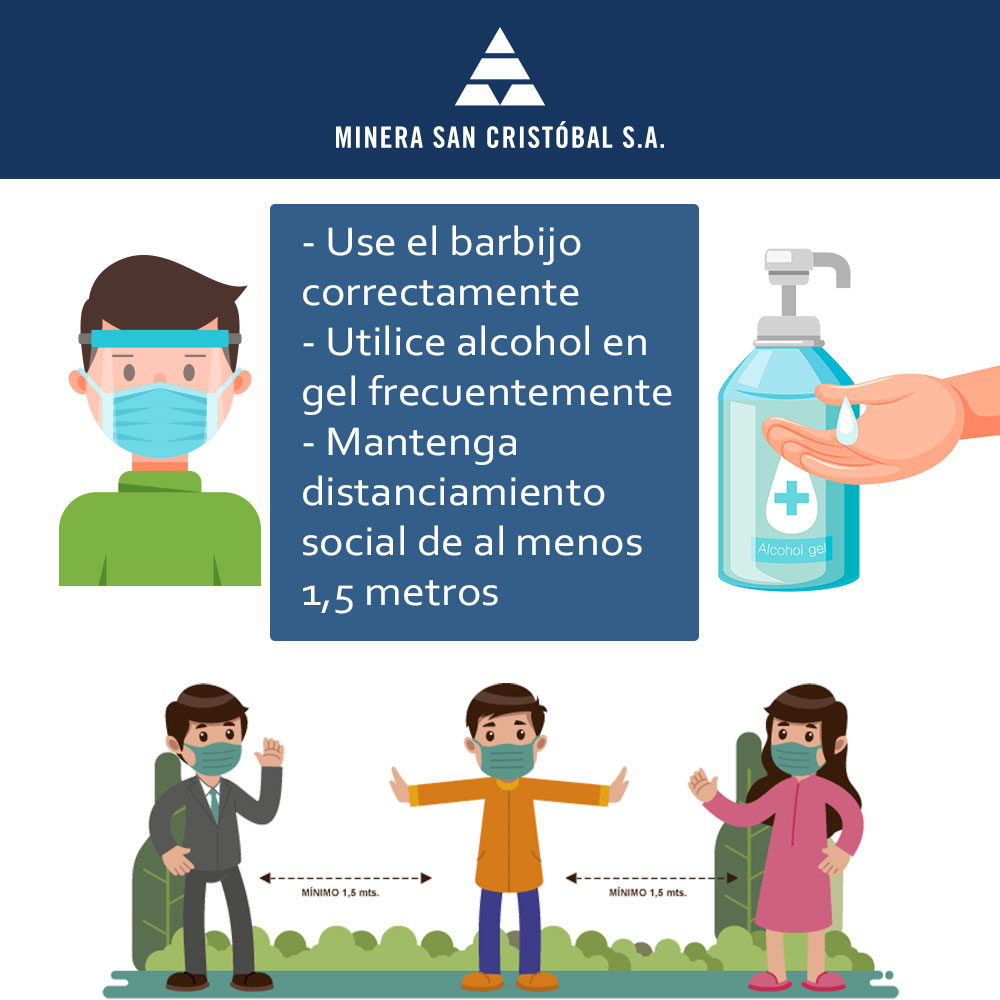 MINERA SAN CRISTÓBAL S.A.
- Use el barbijo
correctamente
- Utilice alcohol en
gel frecuentemente
- Mantenga
distanciamiento
social de al menos
1,5 metros
Alcohol gel
MÍNIMO 1,5 mts.
MÍNIMO 1,5 mts.